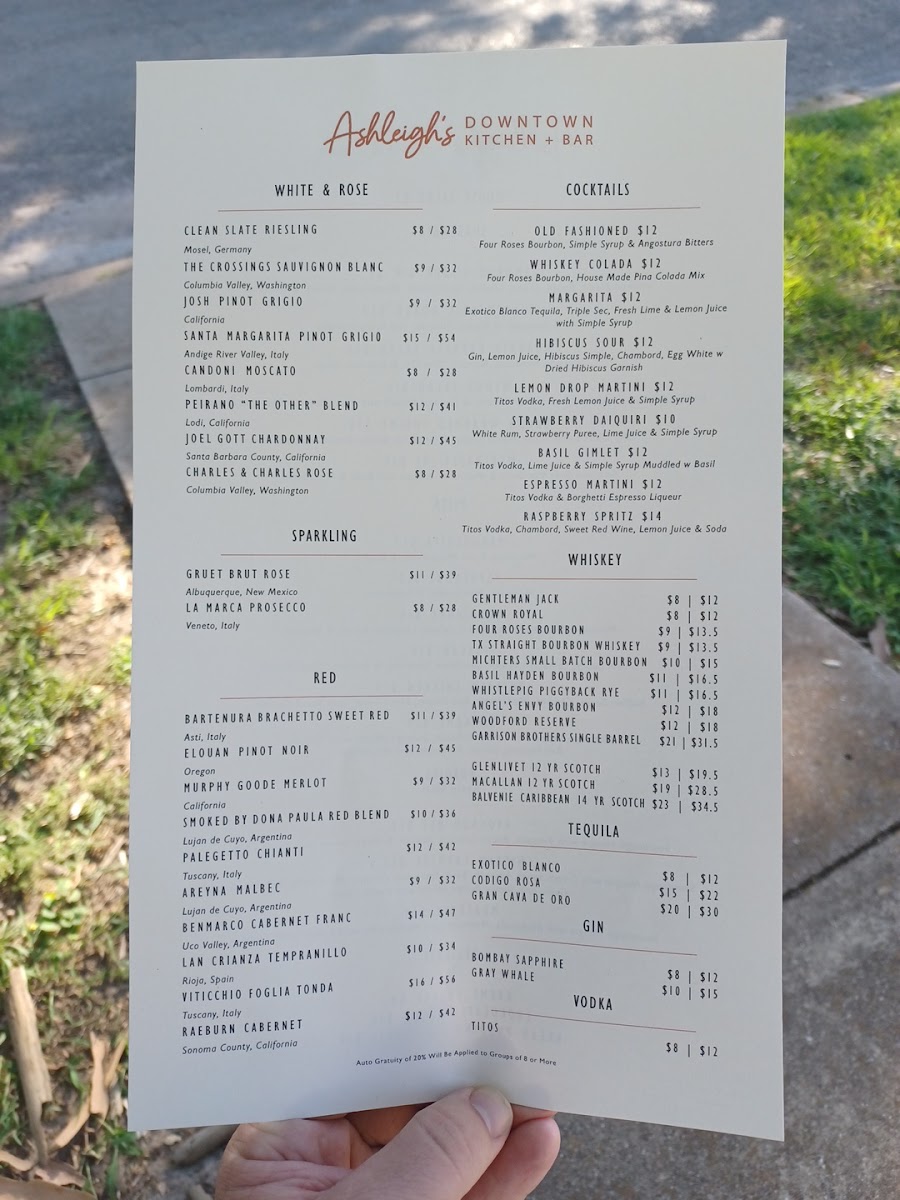 Ashleigh's DOWNTOWN
KITCHEN + BAR
WHITE & ROSE
CLEAN SLATE RIESLING $8 / $28
Mosel, Germany
THE CROSSINGS SAUVIGNON BLANC $9 / $32
Columbia Valley, Washington
JOSH PINOT GRIGIO $9 / $32
California
SANTA MARGARITA PINOT GRIGIO $15 / $54
Andige River Valley, Italy
CANDONI MOSCATO $8 / $28
Lombardi, Italy
PEIRANO "THE OTHER" BLEND $12 / $41
Lodi, California
JOEL GOTT CHARDONNAY $12 / $45
Santa Barbara County, California
CHARLES & CHARLES ROSE $8 / $28
Columbia Valley, Washington
SPARKLING
GRUET BRUT ROSE $11 / $39
Albuquerque, New Mexico
LA MARCA PROSECCO $8 / $28
Veneto, Italy
RED
BARTENURA BRACHETTO SWEET RED $11 / $39
Asti, Italy
ELOUAN PINOT NOIR $12 / $45
Oregon
MURPHY GOODE MERLOT $9 / $32
California
SMOKED BY DONA PAULA RED BLEND $10 / $36
Lujan de Cuyo, Argentina
PALEGETTO CHIANTI $12 / $42
Tuscany, Italy
AREYNA MALBEC $9 / $32
Lujan de Cuyo, Argentina
BENMARCO CABERNET FRANC $14 / $47
Uco Valley, Argentina
LAN CRIANZA TEMPRANILLO $10 / $34
Rioja, Spain
VITICCHIO FOGLIA TONDA $16 / $56
Tuscany, Italy
RAEBURN CABERNET $12 / $42
Sonoma County, California
COCKTAILS
OLD FASHIONED $12
Four Roses Bourbon, Simple Syrup & Angostura Bitters
WHISKEY COLADA $12
Four Roses Bourbon, House Made Pina Colada Mix
MARGARITA $12
Exotico Blanco Tequila, Triple Sec, Fresh Lime & Lemon Juice
with Simple Syrup
HIBISCUS SOUR $12
Gin, Lemon Juice, Hibiscus Simple, Chambord, Egg White w
Dried Hibiscus Garnish
LEMON DROP MARTINI $12
Titos Vodka, Fresh Lemon Juice & Simple Syrup
STRAWBERRY DAIQUIRI $10
White Rum, Strawberry Puree, Lime Juice & Simple Syrup
BASIL GIMLET $12
Titos Vodka, Lime Juice & Simple Syrup Muddled w Basil
ESPRESSO MARTINI $12
Titos Vodka & Borghetti Espresso Liqueur
RASPBERRY SPRITZ $14
Titos Vodka, Chambord, Sweet Red Wine, Lemon Juice & Soda
WHISKEY
GENTLEMAN JACK $8 | $12
CROWN ROYAL $8 | $12
FOUR ROSES BOURBON $9 | $13.5
TX STRAIGHT BOURBON WHISKEY $9 | $13.5
MICHTERS SMALL BATCH BOURBON $10 | $15
BASIL HAYDEN BOURBON $11 | $16.5
WHISTLEPIG PIGGYBACK RYE $11 | $16.5
ANGEL'S ENVY BOURBON $12 | $18
WOODFORD RESERVE $12 | $18
GARRISON BROTHERS SINGLE BARREL $21 | $31.5
GLENLIVET 12 YR SCOTCH $13 | $19.5
MACALLAN 12 YR SCOTCH $19 | $28.5
BALVENIE CARIBBEAN 14 YR SCOTCH $23 | $34.5
TEQUILA
EXOTICO BLANCO $8 | $12
CODIGO ROSA $15 | $22
GRAN CAVA DE ORO $20 | $30
GIN
BOMBAY SAPPHIRE $8 | $12
GRAY WHALE $10 | $15
VODKA
TITOS $8 | $12
Auto Gratuity of 20% Will Be Applied to Groups of 8 or More